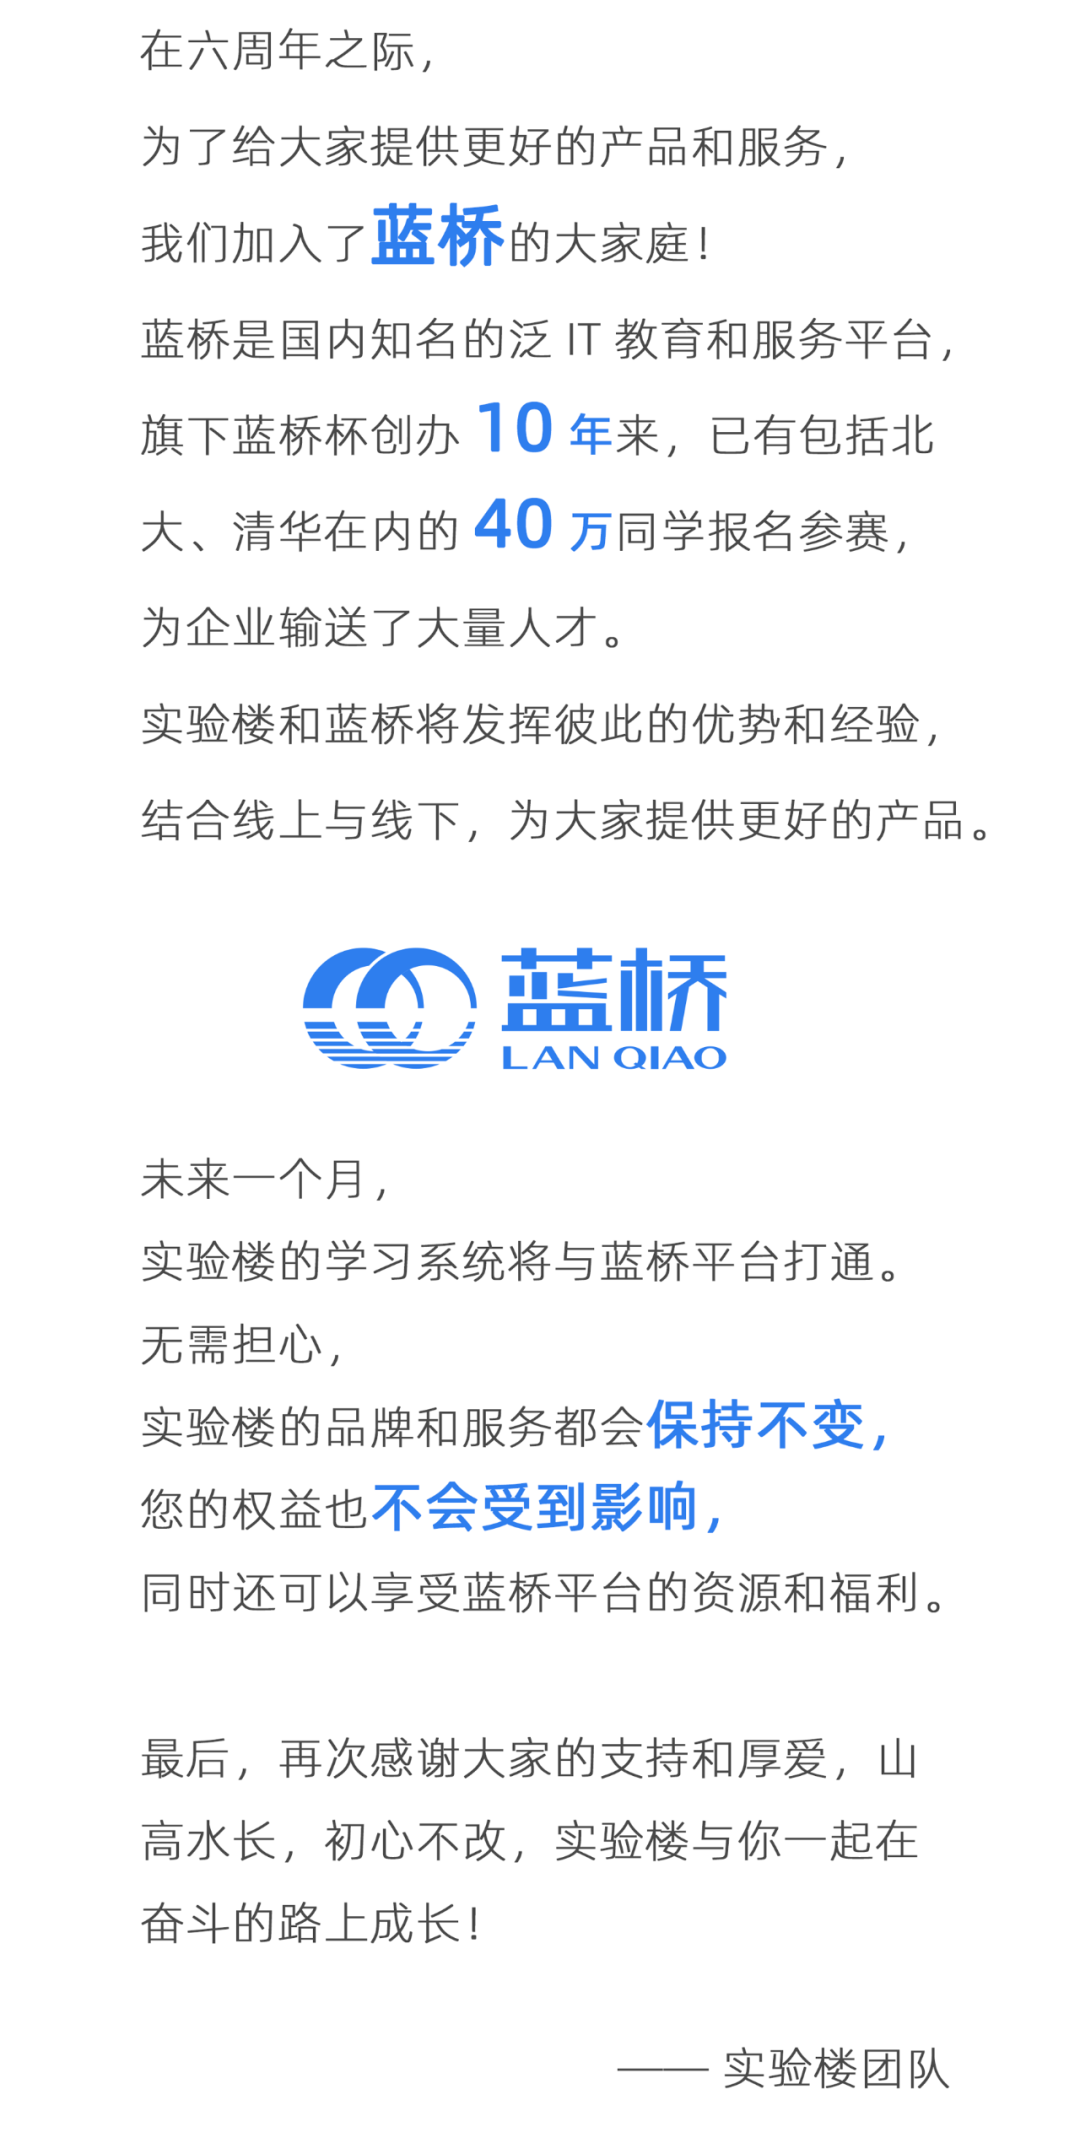 在六周年之际，
为了给大家提供更好的产品和服务，
我们加入了蓝桥的大家庭！
蓝桥是国内知名的泛 IT 教育和服务平台，
旗下蓝桥杯创办 10 年来，已有包括北
大、清华在内的 40 万同学报名参赛，
为企业输送了大量人才。
实验楼和蓝桥将发挥彼此的优势和经验，
结合线上与线下，为大家提供更好的产品。
蓝桥
LAN QIAO
未来一个月，
实验楼的学习系统将与蓝桥平台打通。
无需担心，
实验楼的品牌和服务都会保持不变，
您的权益也不会受到影响，
同时还可以享受蓝桥平台的资源和福利。
最后，再次感谢大家的支持和厚爱，山
高水长，初心不改，实验楼与你一起在
奋斗的路上成长！
—— 实验楼团队